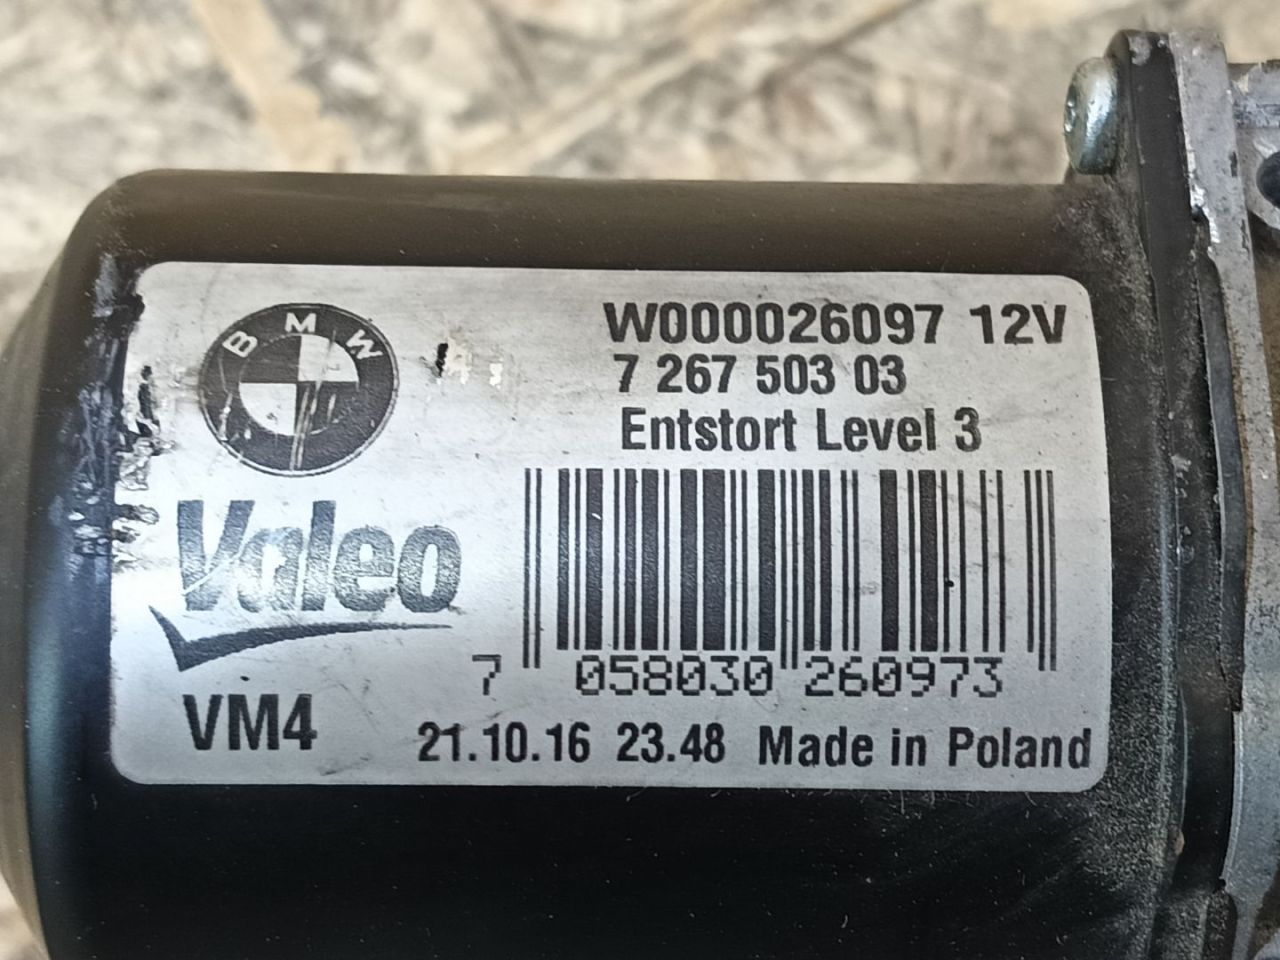 BMW
W000026097 12V
7 267 503 03
Entstort Level 3
Valeo
7 058030 260973
VM4
21.10.16 23.48 Made in Poland